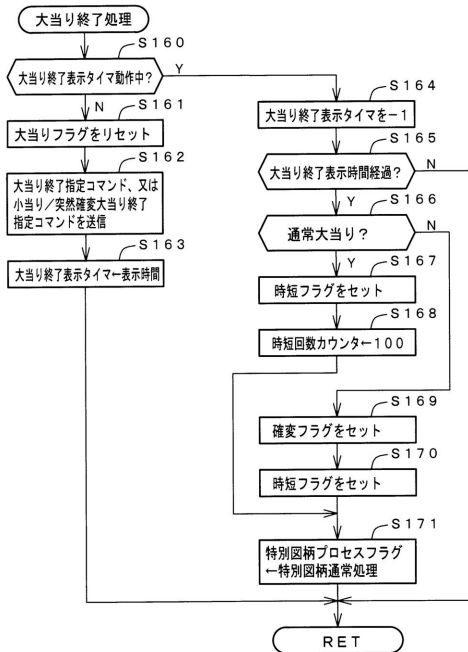 大当り終了処理
S160
大当り終了表示タイマ動作中？
Y
N
S161
大当りフラグをリセット
S162
大当り終了指定コマンド、又は
小当り／突然確変大当り終了
指定コマンドを送信
S163
大当り終了表示タイマ←表示時間
S164
大当り終了表示タイマを－1
S165
大当り終了表示時間経過？
N
Y
S166
通常大当り？
N
Y
S167
時短フラグをセット
S168
時短回数カウンタ←100
S169
確変フラグをセット
S170
時短フラグをセット
S171
特別図柄プロセスフラグ
←特別図柄通常処理
RET